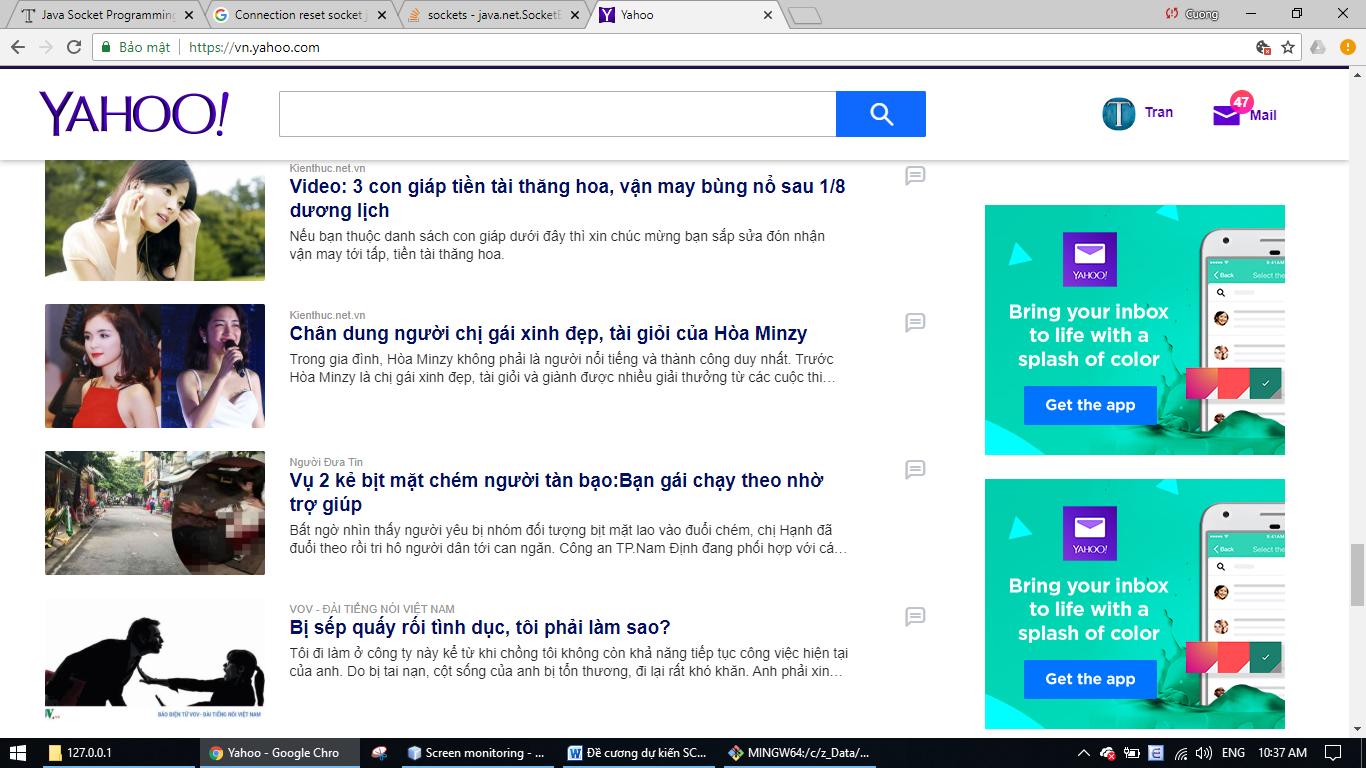 Java Socket Programming
Connection reset socket j
sockets - java.net.SocketE
Yahoo
Cuong
Bảo mật
https://vn.yahoo.com
YAHOO!
Tran
47
Mail
Kienthuc.net.vn
Video: 3 con giáp tiền tài thăng hoa, vận may bùng nổ sau 1/8
dương lịch
Nếu bạn thuộc danh sách con giáp dưới đây thì xin chúc mừng bạn sắp sửa đón nhận
vận may tới tấp, tiền tài thăng hoa.
Kienthuc.net.vn
Chân dung người chị gái xinh đẹp, tài giỏi của Hòa Minzy
Trong gia đình, Hòa Minzy không phải là người nổi tiếng và thành công duy nhất. Trước
Hòa Minzy là chị gái xinh đẹp, tài giỏi và giành được nhiều giải thưởng từ các cuộc thi…
Người Đưa Tin
Vụ 2 kẻ bịt mặt chém người tàn bạo:Bạn gái chạy theo nhờ
trợ giúp
Bất ngờ nhìn thấy người yêu bị nhóm đối tượng bịt mặt lao vào đuổi chém, chị Hạnh đã
đuổi theo rồi tri hô người dân tới can ngăn. Công an TP.Nam Định đang phối hợp với cá…
VOV - ĐÀI TIẾNG NÓI VIỆT NAM
Bị sếp quấy rối tình dục, tôi phải làm sao?
Tôi đi làm ở công ty này kể từ khi chồng tôi không còn khả năng tiếp tục công việc hiện tại
của anh. Do bị tai nạn, cột sống của anh bị tổn thương, đi lại rất khó khăn. Anh phải xin…
BÁO ĐIỆN TỬ VOV- ĐÀI TIẾNG NÓI VIỆT NAM
YAHOO!
Bring your inbox
to life with a
splash of color
Get the app
9:41AM
Back
Select the
YAHOO!
Bring your inbox
to life with a
splash of color
Get the app
9:41AM
Back
Select the
127.0.0.1
Yahoo - Google Chro
Screen monitoring - ...
Đề cương dự kiến SC...
MINGW64:/c/z_Data/...
ENG
10:37 AM